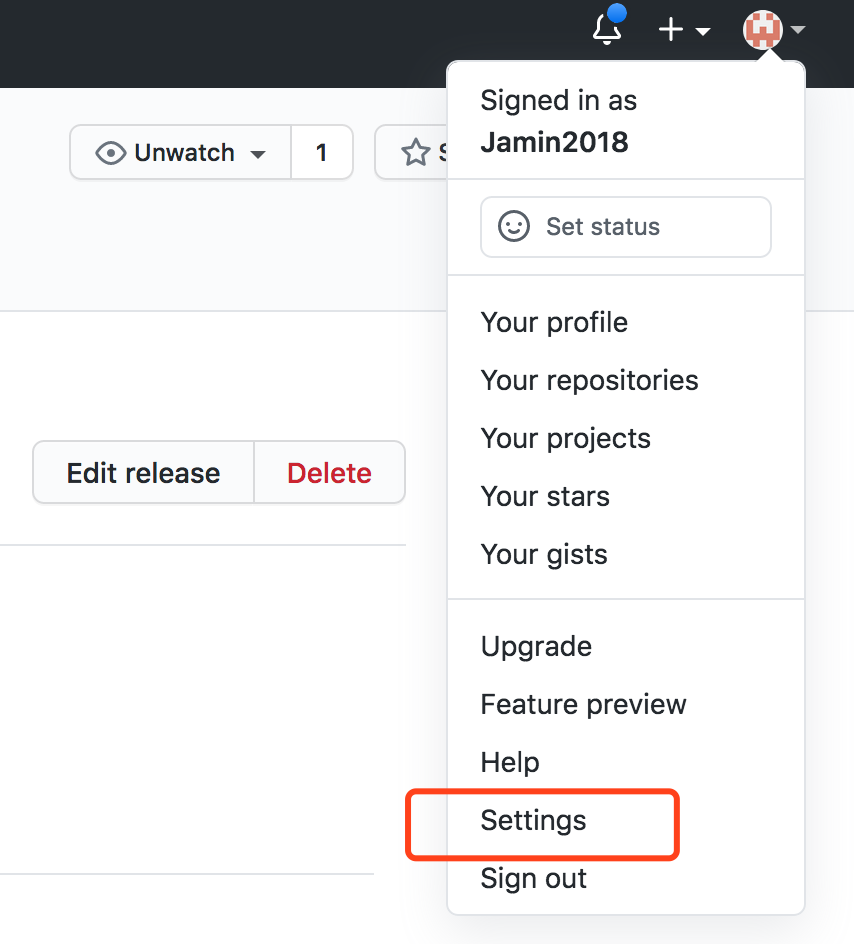 Signed in as
Jamin2018
Unwatch 1
Set status
Your profile
Your repositories
Your projects
Edit release Delete
Your stars
Your gists
Upgrade
Feature preview
Help
Settings
Sign out